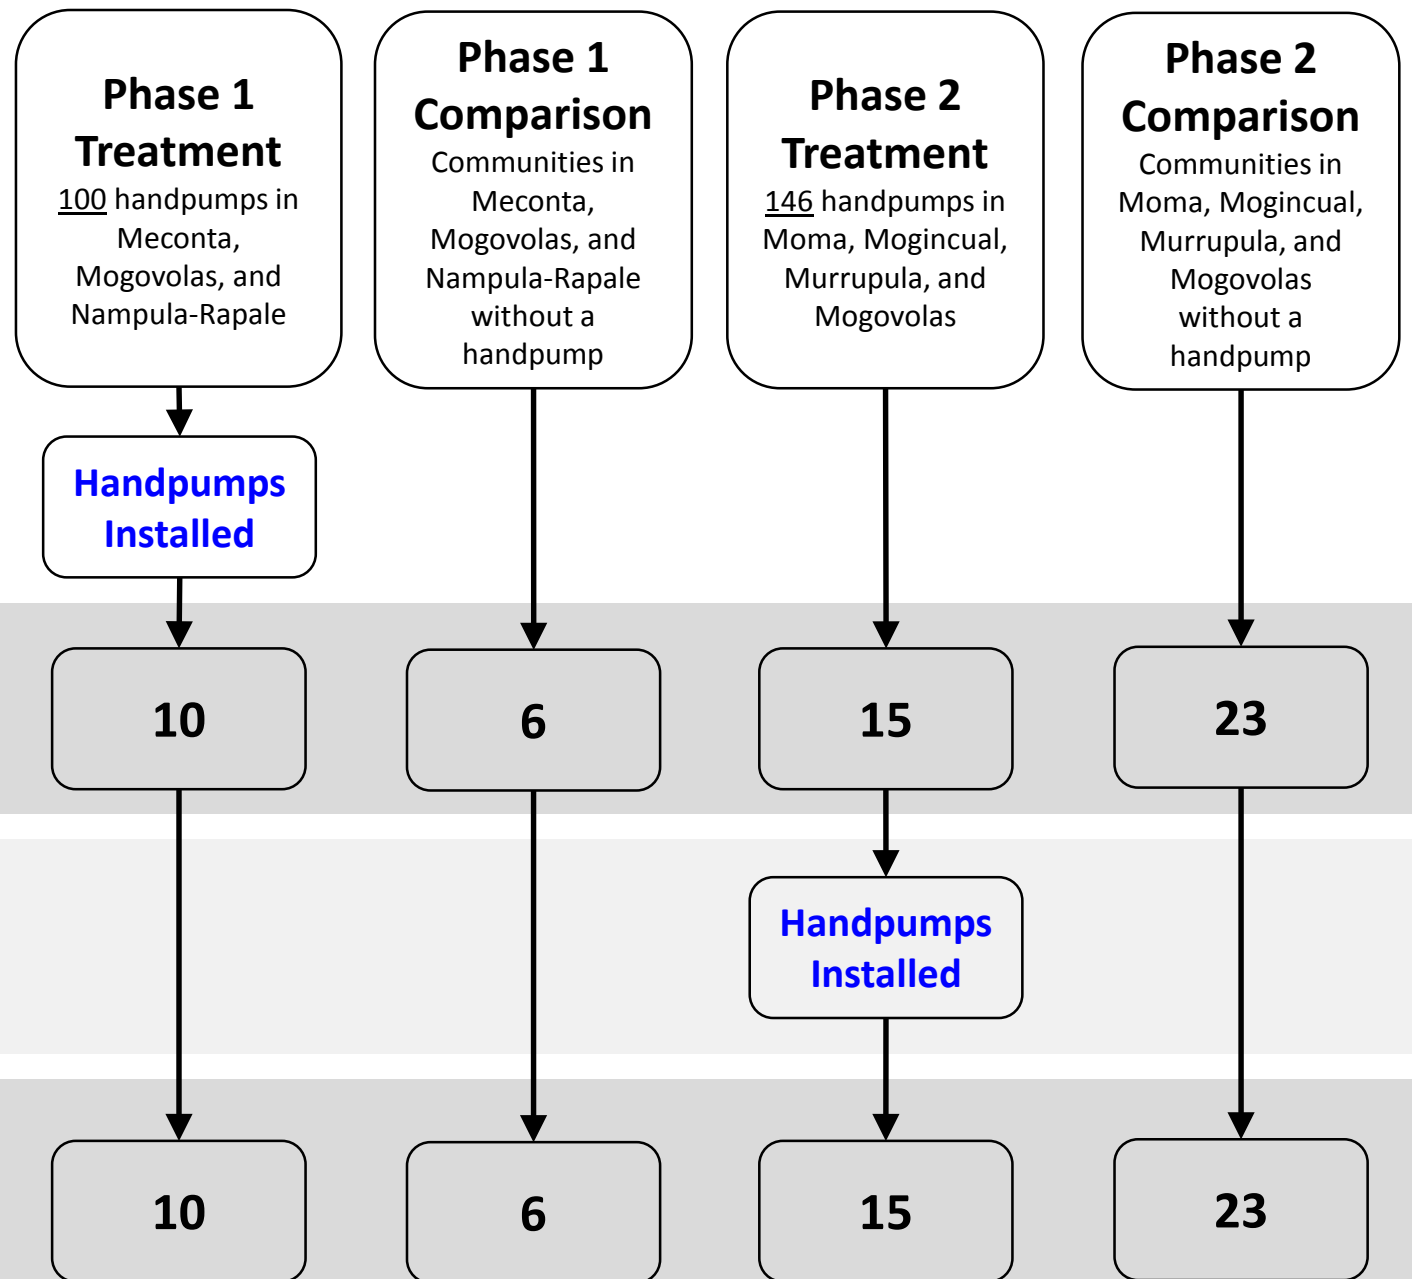 Phase 1
Treatment
100 handpumps in
Meconta,
Mogovolas, and
Nampula-Rapale
Phase 1
Comparison
Communities in
Meconta,
Mogovolas, and
Nampula-Rapale
without a
handpump
Phase 2
Treatment
146 handpumps in
Moma, Mogincual,
Murrupula, and
Mogovolas
Phase 2
Comparison
Communities in
Moma, Mogincual,
Murrupula, and
Mogovolas
without a
handpump
Handpumps
Installed
10
6
15
23
Handpumps
Installed
10
6
15
23